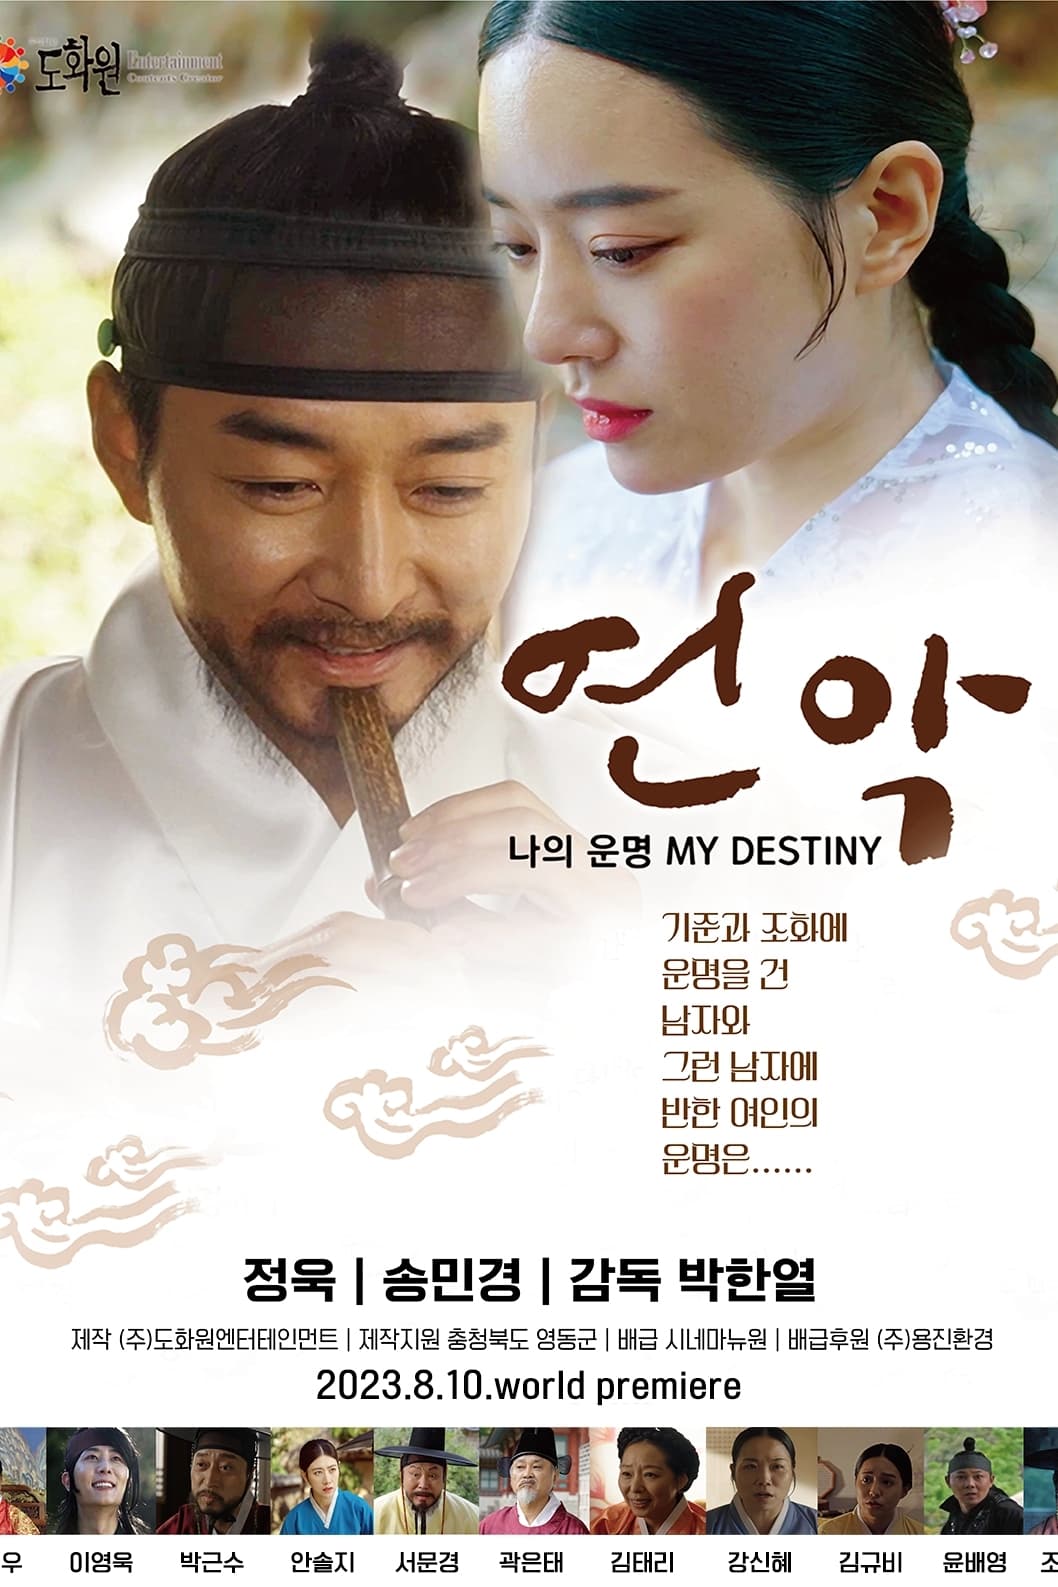 도화원 Entertainment
Contents Creator
연악
나의 운명 MY DESTINY
기준과 조화에
운명을 건
남자와
그런 남자에
반한 여인의
운명은......
정욱 | 송민경 | 감독 박한열
제작 (주)도화원엔터테인먼트 | 제작지원 충청북도 영동군 | 배급 시네마뉴원 | 배급후원 (주)용진환경
2023.8.10.world premiere
우 이영욱 박근수 안솔지 서문경 곽은태 김태리 강신혜 김규비 윤배영 조